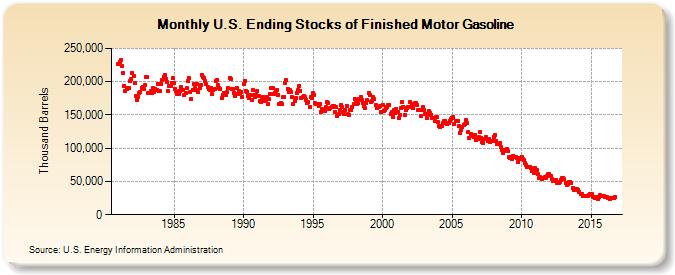 Monthly U.S. Ending Stocks of Finished Motor Gasoline
Thousand Barrels
250,000
200,000
150,000
100,000
50,000
0
1985 1990 1995 2000 2005 2010 2015
Source: U.S. Energy Information Administration